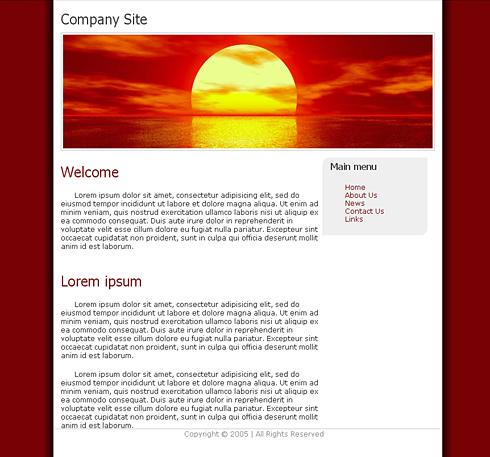 Company Site
Welcome
Lorem ipsum dolor sit amet, consectetur adipisicing elit, sed do
eiusmod tempor incididunt ut labore et dolore magna aliqua. Ut enim ad
minim veniam, quis nostrud exercitation ullamco laboris nisi ut aliquip ex
ea commodo consequat. Duis aute irure dolor in reprehenderit in
voluptate velit esse cillum dolore eu fugiat nulla pariatur. Excepteur sint
occaecat cupidatat non proident, sunt in culpa qui officia deserunt mollit
anim id est laborum.
Lorem ipsum
Lorem ipsum dolor sit amet, consectetur adipisicing elit, sed do
eiusmod tempor incididunt ut labore et dolore magna aliqua. Ut enim ad
minim veniam, quis nostrud exercitation ullamco laboris nisi ut aliquip ex
ea commodo consequat. Duis aute irure dolor in reprehenderit in
voluptate velit esse cillum dolore eu fugiat nulla pariatur. Excepteur sint
occaecat cupidatat non proident, sunt in culpa qui officia deserunt mollit
anim id est laborum.
Lorem ipsum dolor sit amet, consectetur adipisicing elit, sed do
eiusmod tempor incididunt ut labore et dolore magna aliqua. Ut enim ad
minim veniam, quis nostrud exercitation ullamco laboris nisi ut aliquip ex
ea commodo consequat. Duis aute irure dolor in reprehenderit in
voluptate velit esse cillum dolore eu fugiat nulla pariatur. Excepteur sint
occaecat cupidatat non proident, sunt in culpa qui officia deserunt mollit
Main menu
Home
About Us
News
Contact Us
Links
Copyright © 2005 | All Rights Reserved